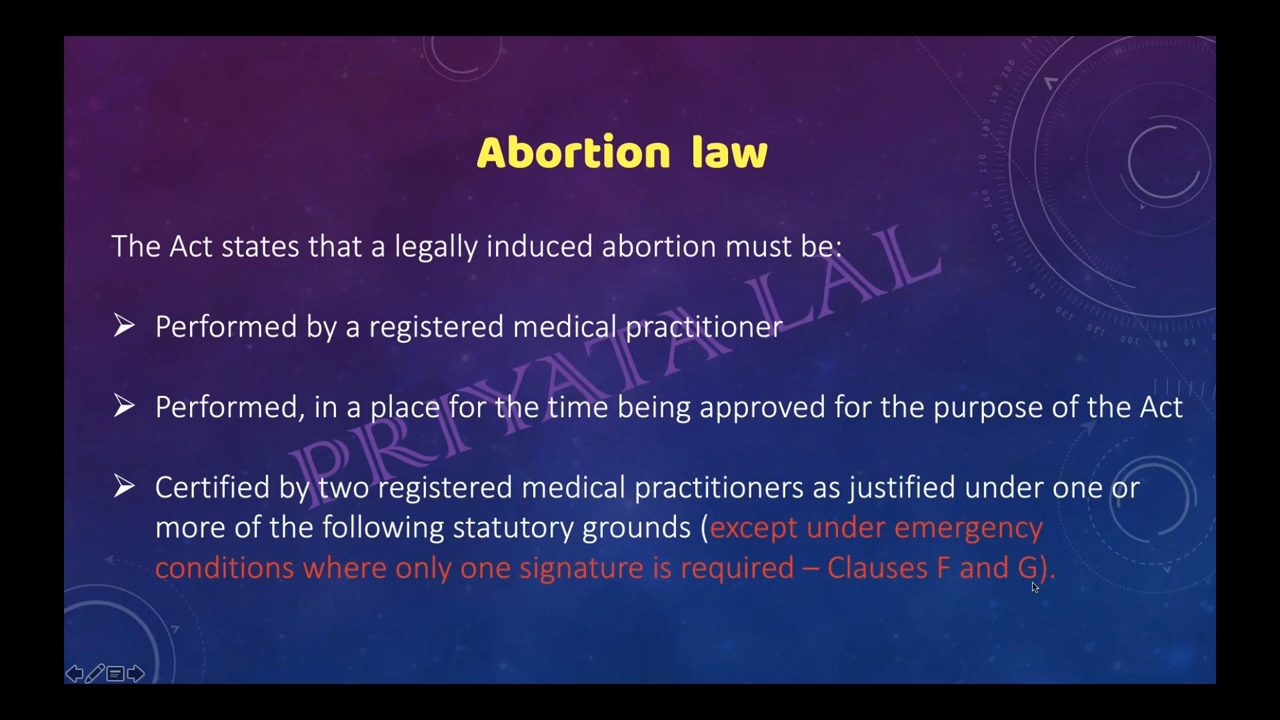 Abortion law
The Act states that a legally induced abortion must be:
➢ Performed by a registered medical practitioner
➢ Performed, in a place for the time being approved for the purpose of the Act
➢ Certified by two registered medical practitioners as justified under one or
more of the following statutory grounds (except under emergency
conditions where only one signature is required – Clauses F and G).
PRIYATA LAL